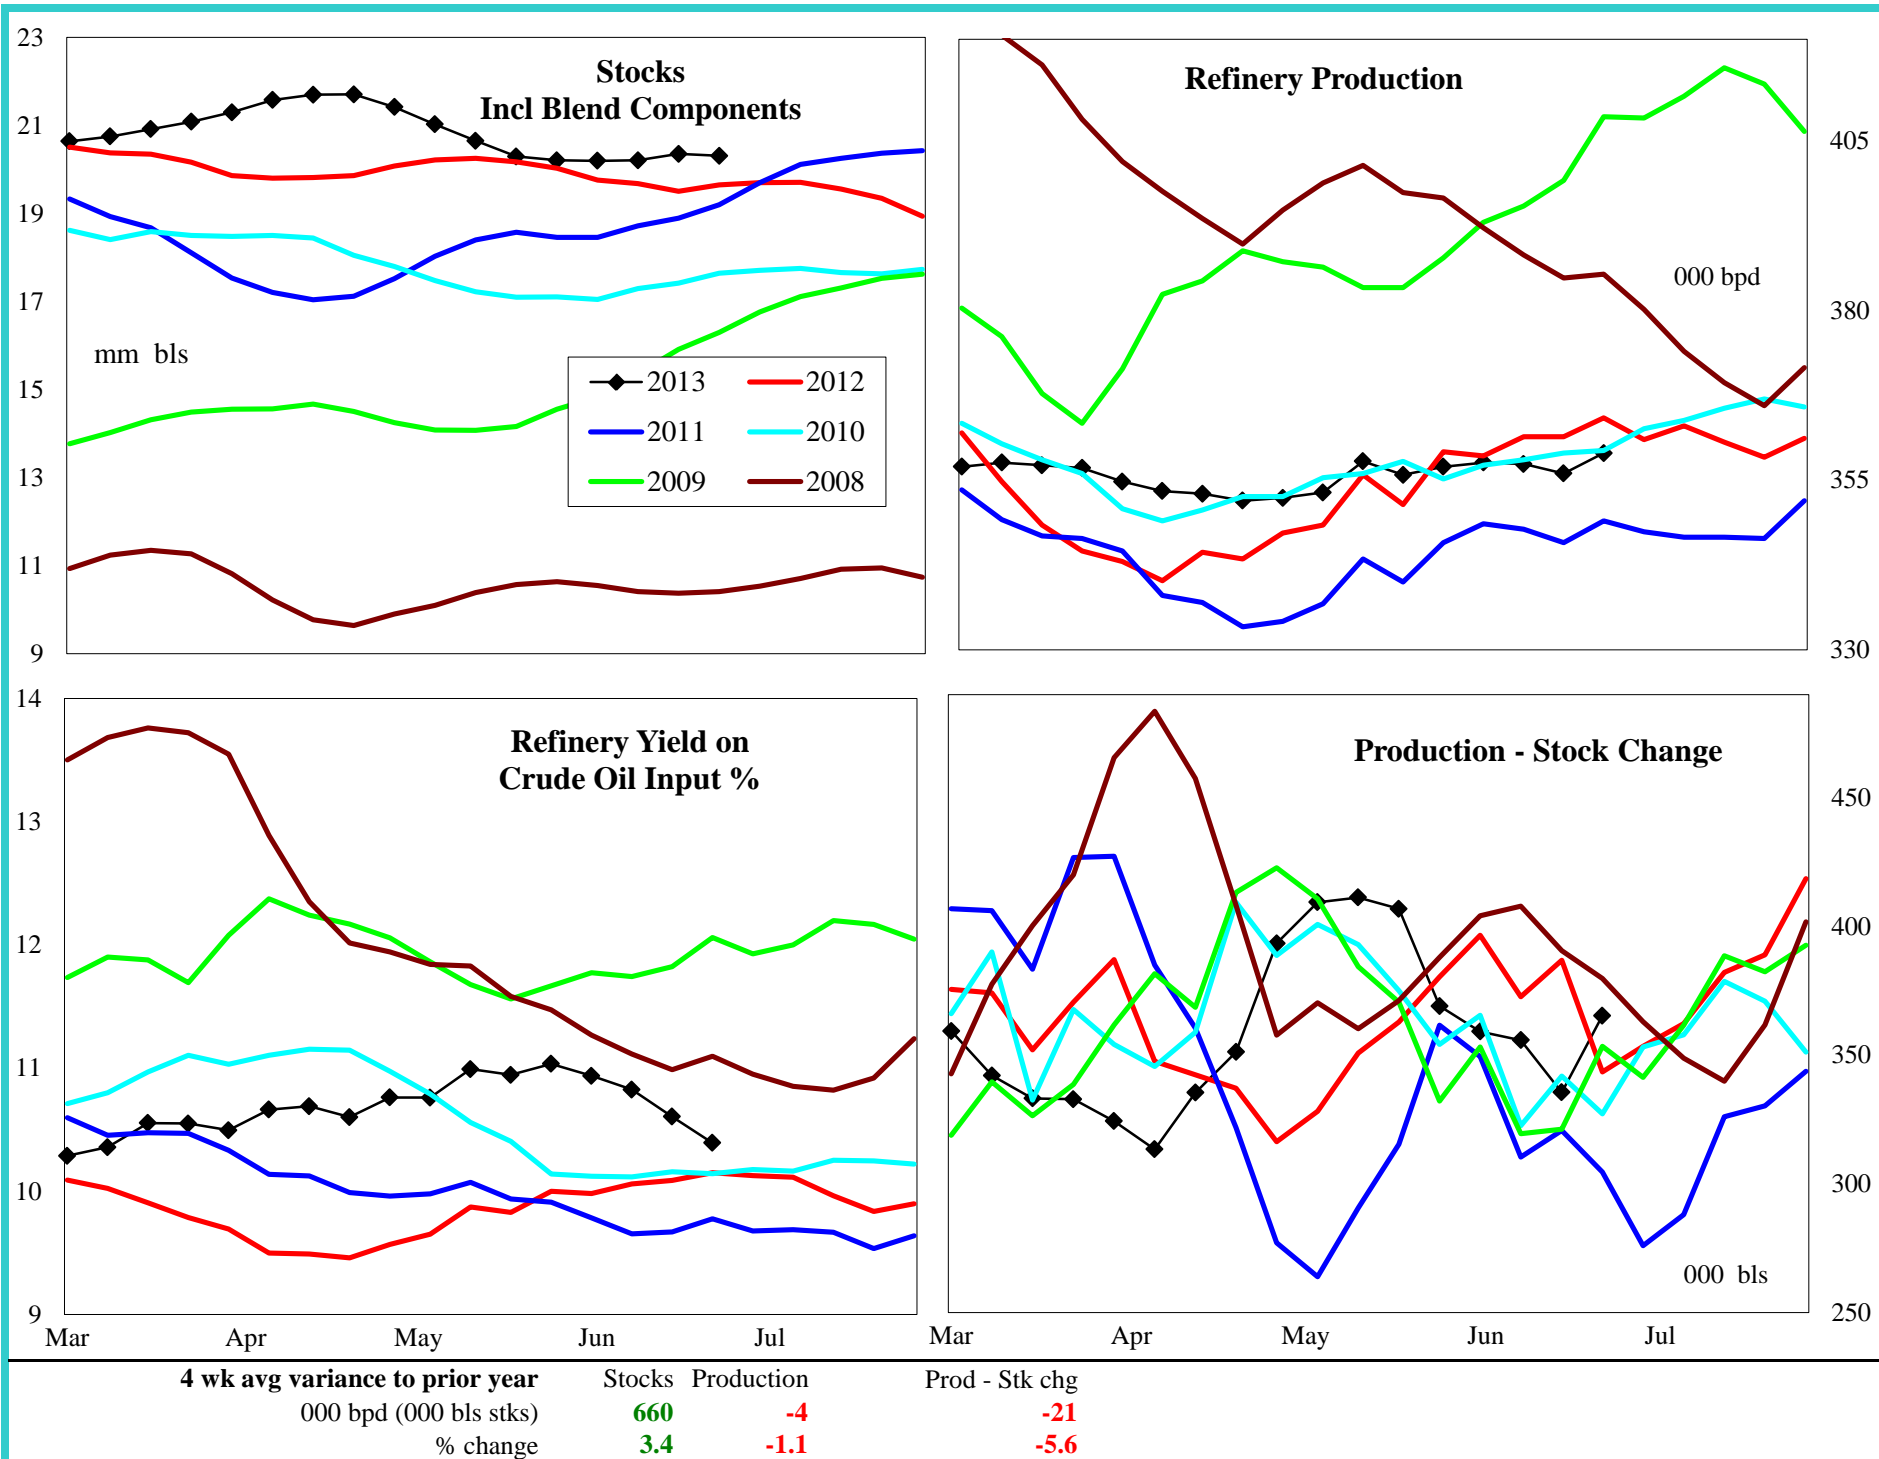 Stocks
Incl Blend Components
23
21
19
17
15
13
11
9
mm bls
2013 2012
2011 2010
2009 2008
Refinery Production
000 bpd
405
380
355
330
Refinery Yield on
Crude Oil Input %
14
13
12
11
10
9
Mar Apr May Jun Jul
Production - Stock Change
450
400
350
300
250
000 bls
Mar Apr May Jun Jul
4 wk avg variance to prior year Stocks Production Prod - Stk chg
000 bpd (000 bls stks) 660 -4 -21
% change 3.4 -1.1 -5.6